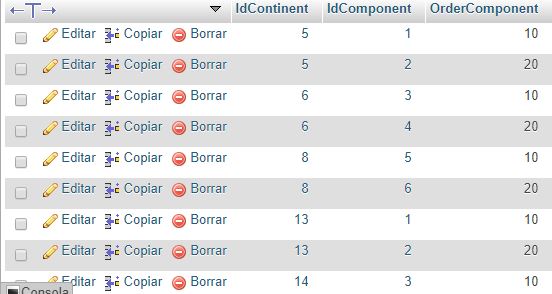 IdContinent IdComponent OrderComponent
Editar Copiar Borrar 5 1 10
Editar Copiar Borrar 5 2 20
Editar Copiar Borrar 6 3 10
Editar Copiar Borrar 6 4 20
Editar Copiar Borrar 8 5 10
Editar Copiar Borrar 8 6 20
Editar Copiar Borrar 13 1 10
Editar Copiar Borrar 13 2 20
Editar Copiar Borrar 14 3 10
Consola